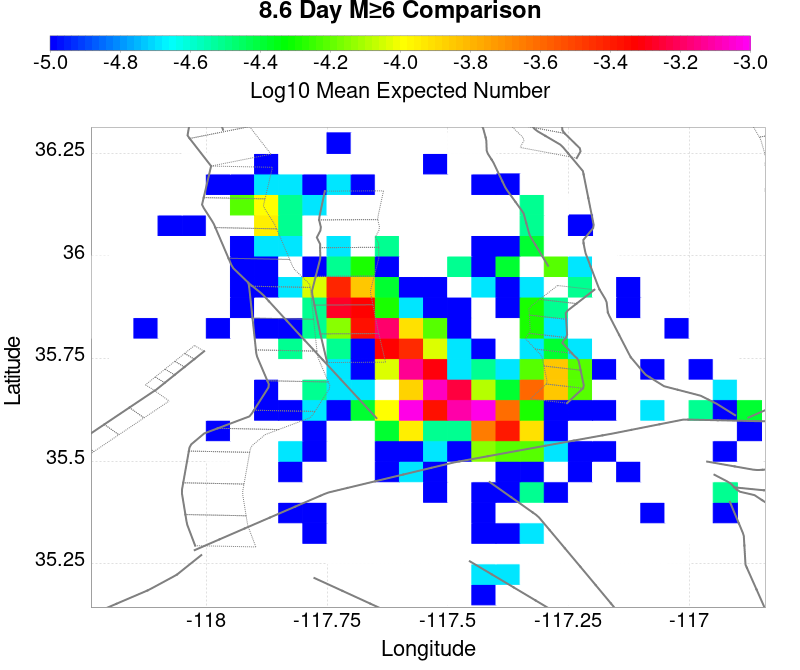 8.6 Day M≥6 Comparison
-5.0 -4.8 -4.6 -4.4 -4.2 -4.0 -3.8 -3.6 -3.4 -3.2 -3.0
Log10 Mean Expected Number
36.25
36
35.75
35.5
35.25
Latitude
-118 -117.75 -117.5 -117.25 -117
Longitude